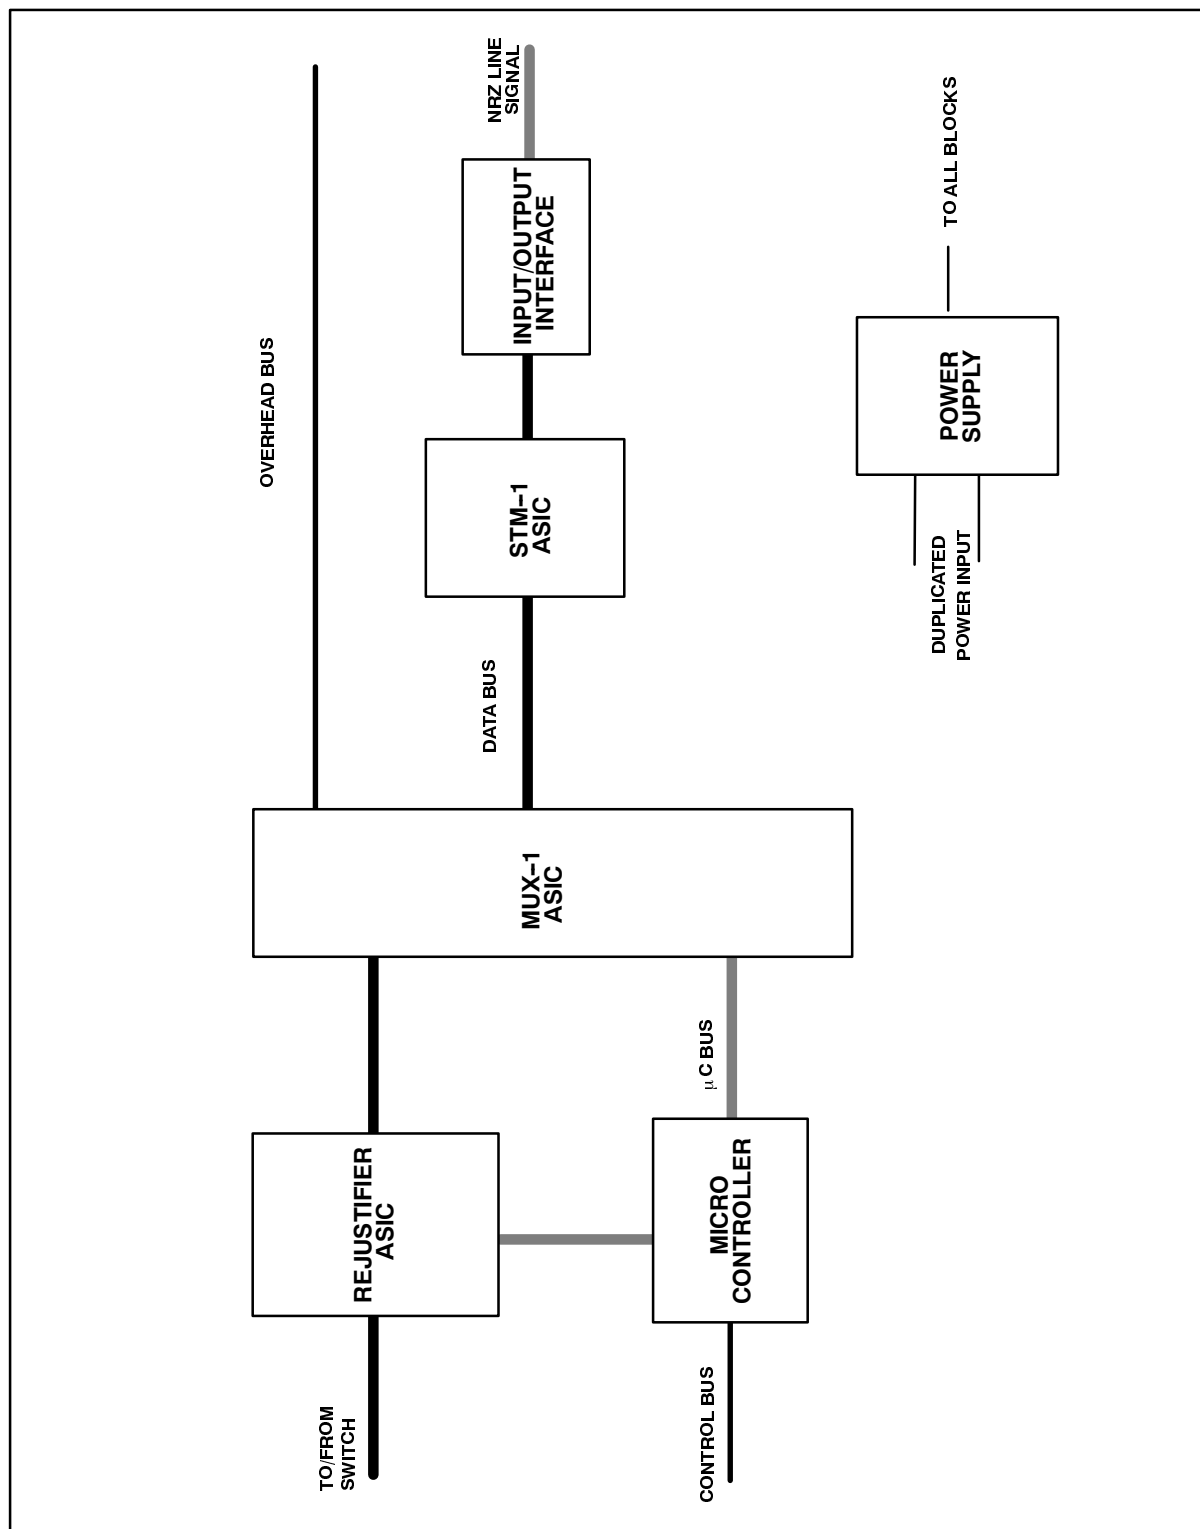 OVERHEAD BUS
NRZ LINE
SIGNAL
INPUT/OUTPUT
INTERFACE
STM-1
ASIC
DATA BUS
MUX-1
ASIC
REJUSTIFIER
ASIC
TO/FROM
SWITCH
µC BUS
MICRO
CONTROLLER
CONTROL BUS
TO ALL BLOCKS
POWER
SUPPLY
DUPLICATED
POWER INPUT